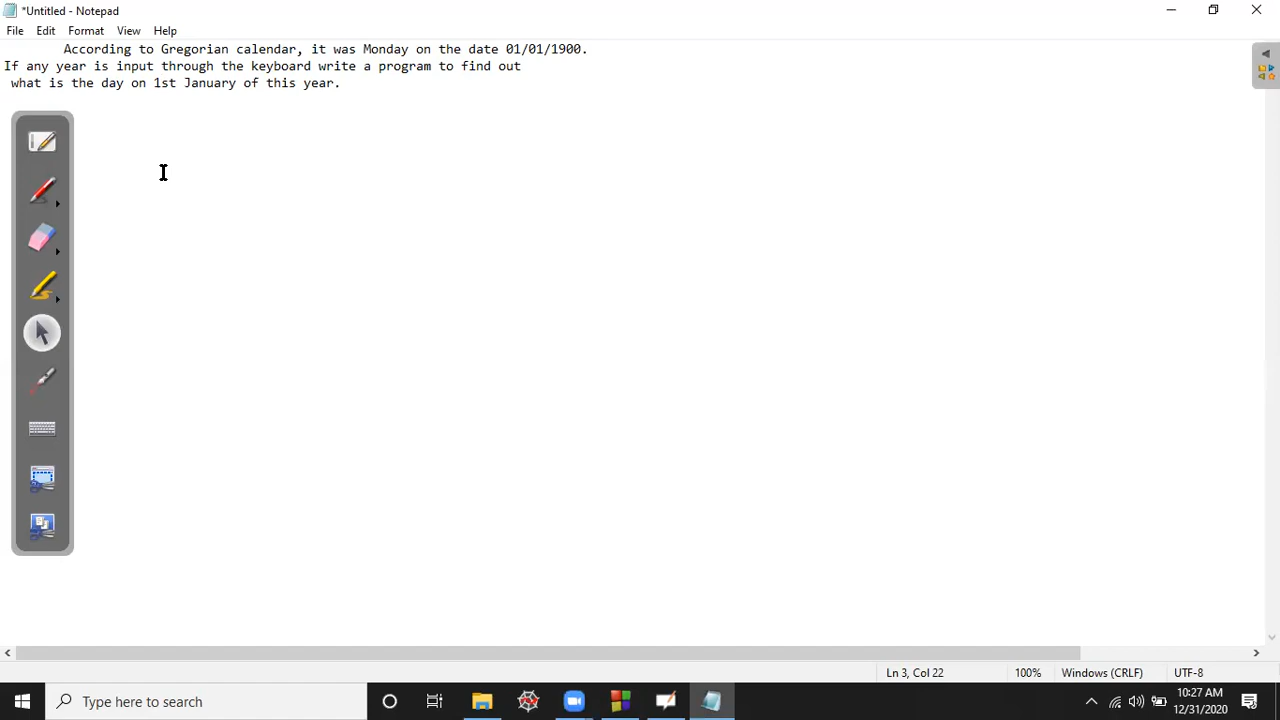 *Untitled - Notepad
File Edit Format View Help
According to Gregorian calendar, it was Monday on the date 01/01/1900.
If any year is input through the keyboard write a program to find out
what is the day on 1st January of this year.
Ln 3, Col 22 100% Windows (CRLF) UTF-8
Type here to search
10:27 AM
12/31/2020